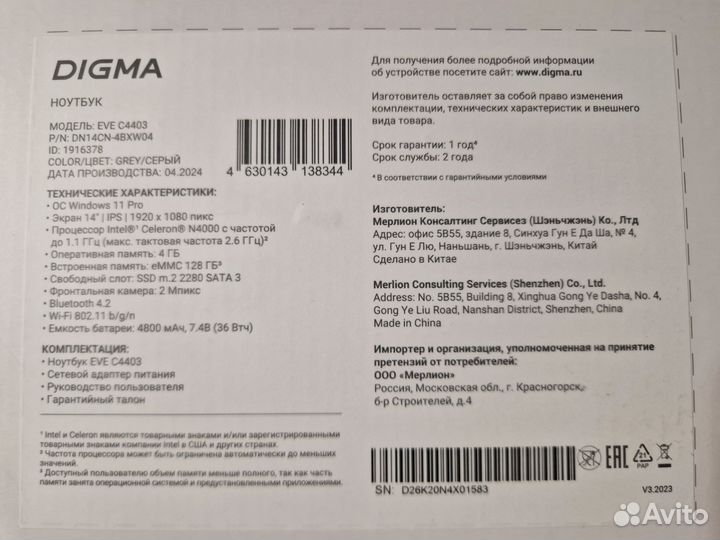 DIGMA
НОУТБУК
МОДЕЛЬ: EVE C4403
P/N: DN14CN-4BXW04
ID: 1916378
COLOR/ЦВЕТ: GREY/СЕРЫЙ
ДАТА ПРОИЗВОДСТВА: 04.2024
4 630143 138344
ТЕХНИЧЕСКИЕ ХАРАКТЕРИСТИКИ:
• ОС Windows 11 Pro
• Экран 14" | IPS | 1920 x 1080 пикс
• Процессор Intel®¹ Celeron® N4000 с частотой
до 1.1 ГГц (макс. тактовая частота 2.6 ГГц)²
• Оперативная память: 4 ГБ
• Встроенная память: eMMC 128 ГБ³
• Свободный слот: SSD m.2 2280 SATA 3
• Фронтальная камера: 2 Мпикс
• Bluetooth 4.2
• Wi-Fi 802.11 b/g/n
• Емкость батареи: 4800 мАч, 7.4В (36 Втч)
КОМПЛЕКТАЦИЯ:
• Ноутбук EVE C4403
• Сетевой адаптер питания
• Руководство пользователя
• Гарантийный талон
¹ Intel и Celeron являются товарными знаками и/или зарегистрированными
товарными знаками компании Intel в США и других странах.
² Частота процессора может быть ограничена автоматически до меньших
значений.
³ Доступный пользователю объем памяти меньше полного, так как часть
памяти занята операционной системой и предустановленными приложениями.
Для получения более подробной информации
об устройстве посетите сайт: www.digma.ru
Изготовитель оставляет за собой право изменения
комплектации, технических характеристик и внешнего
вида товара.
Срок гарантии: 1 год*
Срок службы: 2 года
* В соответствии с гарантийными условиями
Изготовитель:
Мерлион Консалтинг Сервисез (Шэньчжэнь) Ко., Лтд
Адрес: офис 5B55, здание 8, Синхуа Гун Е Да Ша, № 4,
ул. Гун Е Лю, Наньшань, г. Шэньчжэнь, Китай
Сделано в Китае
Merlion Consulting Services (Shenzhen) Co., Ltd.
Address: No. 5B55, Building 8, Xinghua Gong Ye Dasha, No. 4,
Gong Ye Liu Road, Nanshan District, Shenzhen, China
Made in China
Импортер и организация, уполномоченная на принятие
претензий от потребителей:
ООО «Мерлион»
Россия, Московская обл., г. Красногорск,
б-р Строителей, д.4
SN: D26K20N4X01583
EAC
21
PAP
V3.2023
Avito